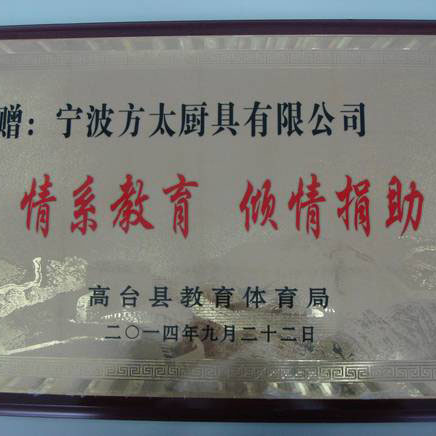 赠：宁波方太厨具有限公司
情系教育 倾情捐助
高台县教育体育局
二〇一四年九月二十二日